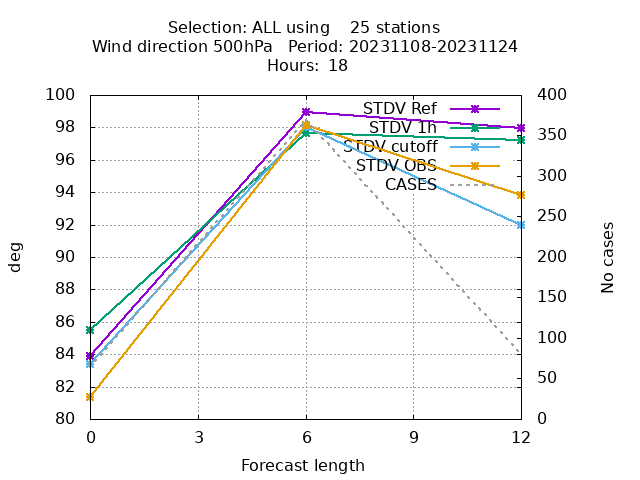 Selection: ALL using    25 stations
Wind direction 500hPa   Period: 20231108-20231124
Hours: 18
100
98
96
94
92
90
88
86
84
82
80
400
350
300
250
200
150
100
50
0
STDV Ref
STDV 1h
STDV cutoff
STDV OBS
CASES
deg
No cases
0 3 6 9 12
Forecast length